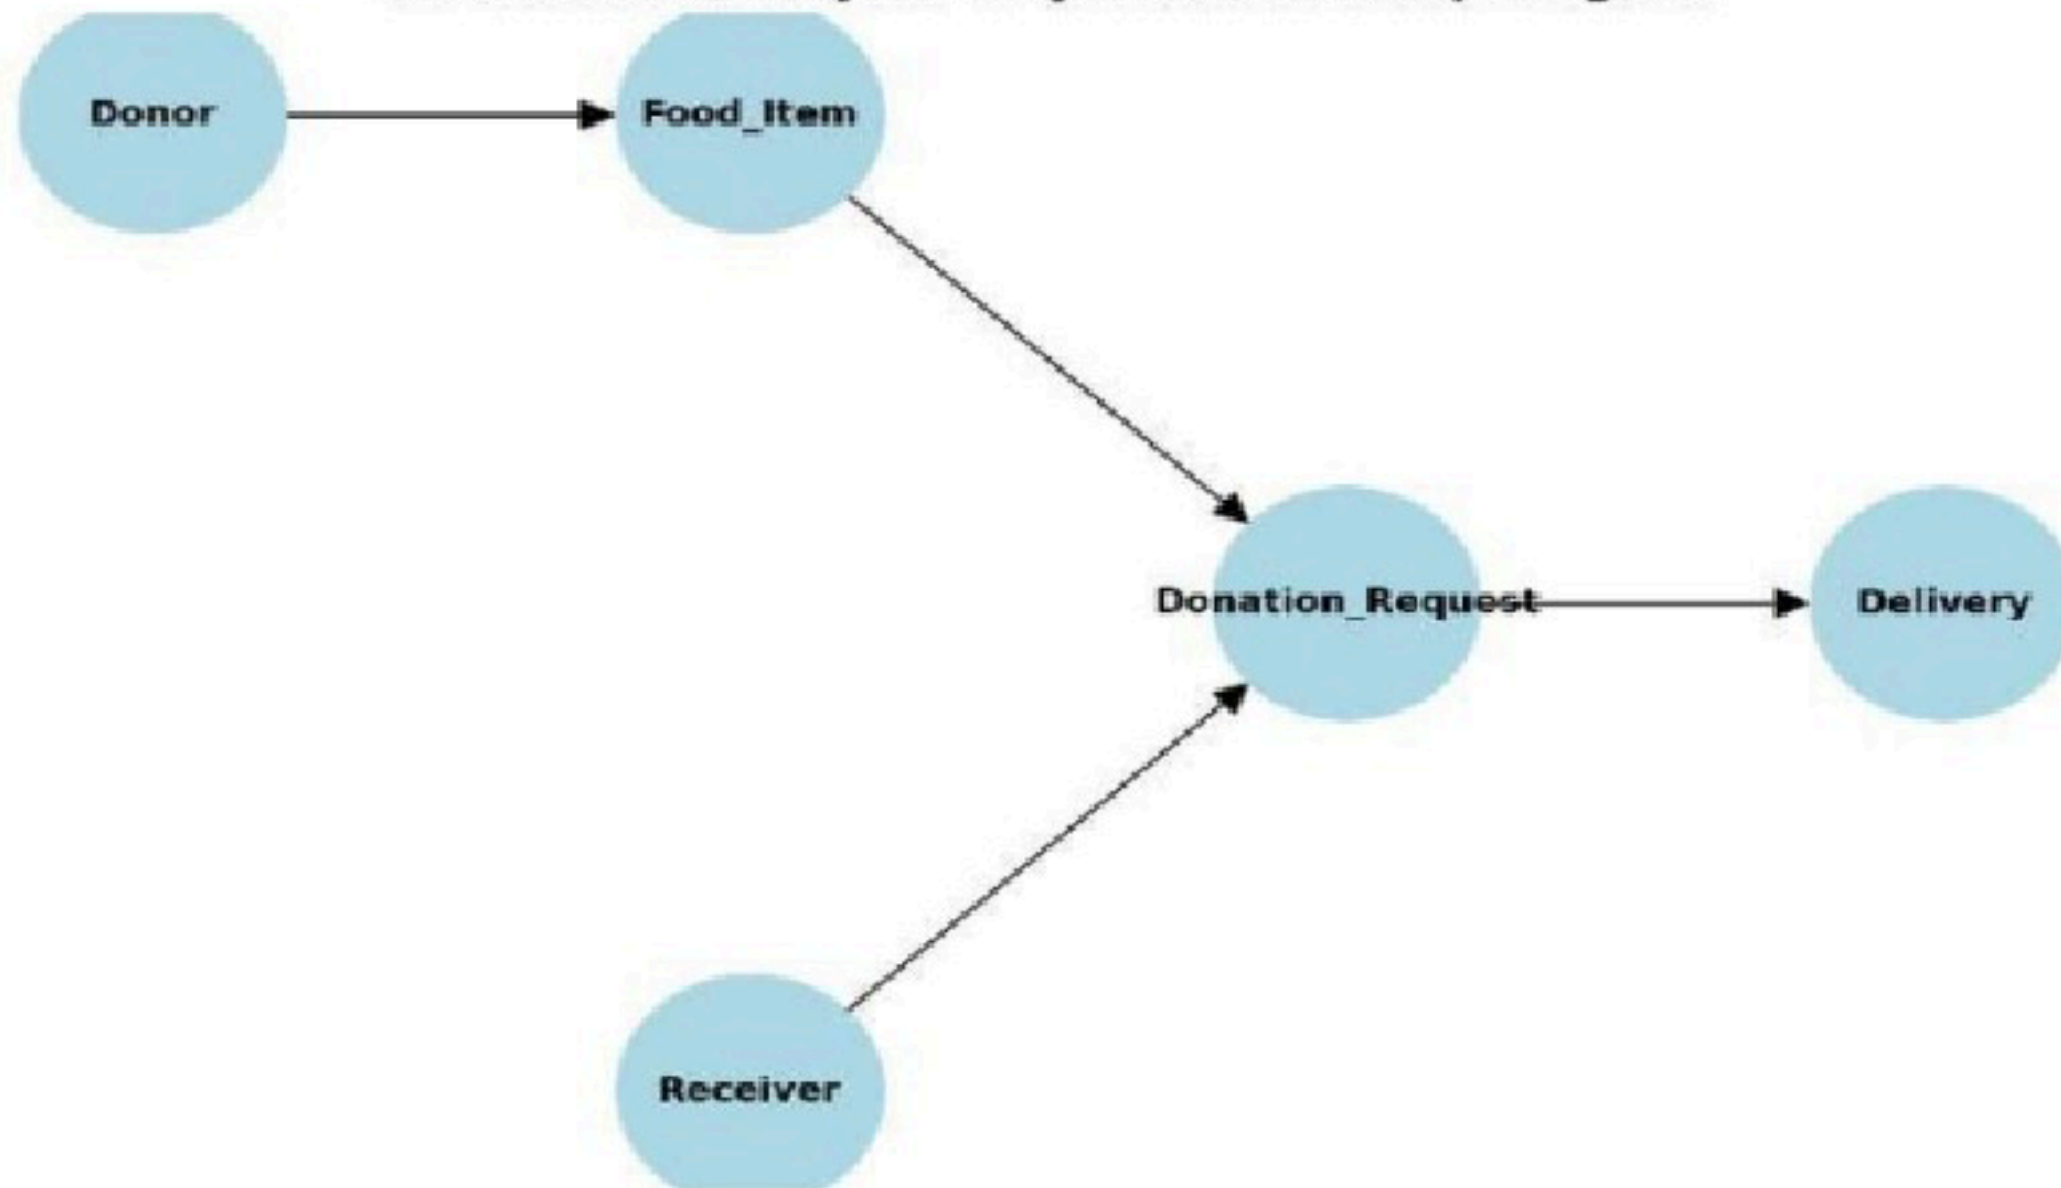 Donor
Food_Item
Donation_Request
Delivery
Receiver